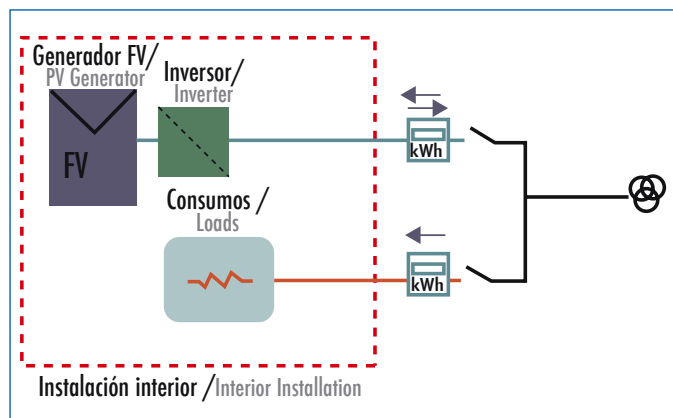 Generador FV/
PV Generator
Inversor/
Inverter
FV
kWh
Consumos /
Loads
kWh
Instalación interior /Interior Installation